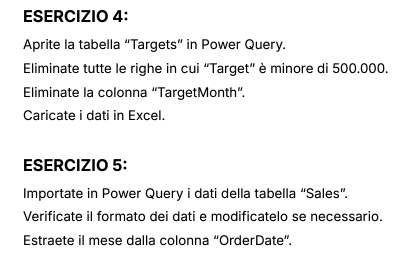 ESERCIZIO 4:
Aprite la tabella “Targets” in Power Query.
Eliminate tutte le righe in cui “Target” è minore di 500.000.
Eliminate la colonna “TargetMonth”.
Caricate i dati in Excel.
ESERCIZIO 5:
Importate in Power Query i dati della tabella “Sales”.
Verificate il formato dei dati e modificatelo se necessario.
Estraete il mese dalla colonna “OrderDate”.